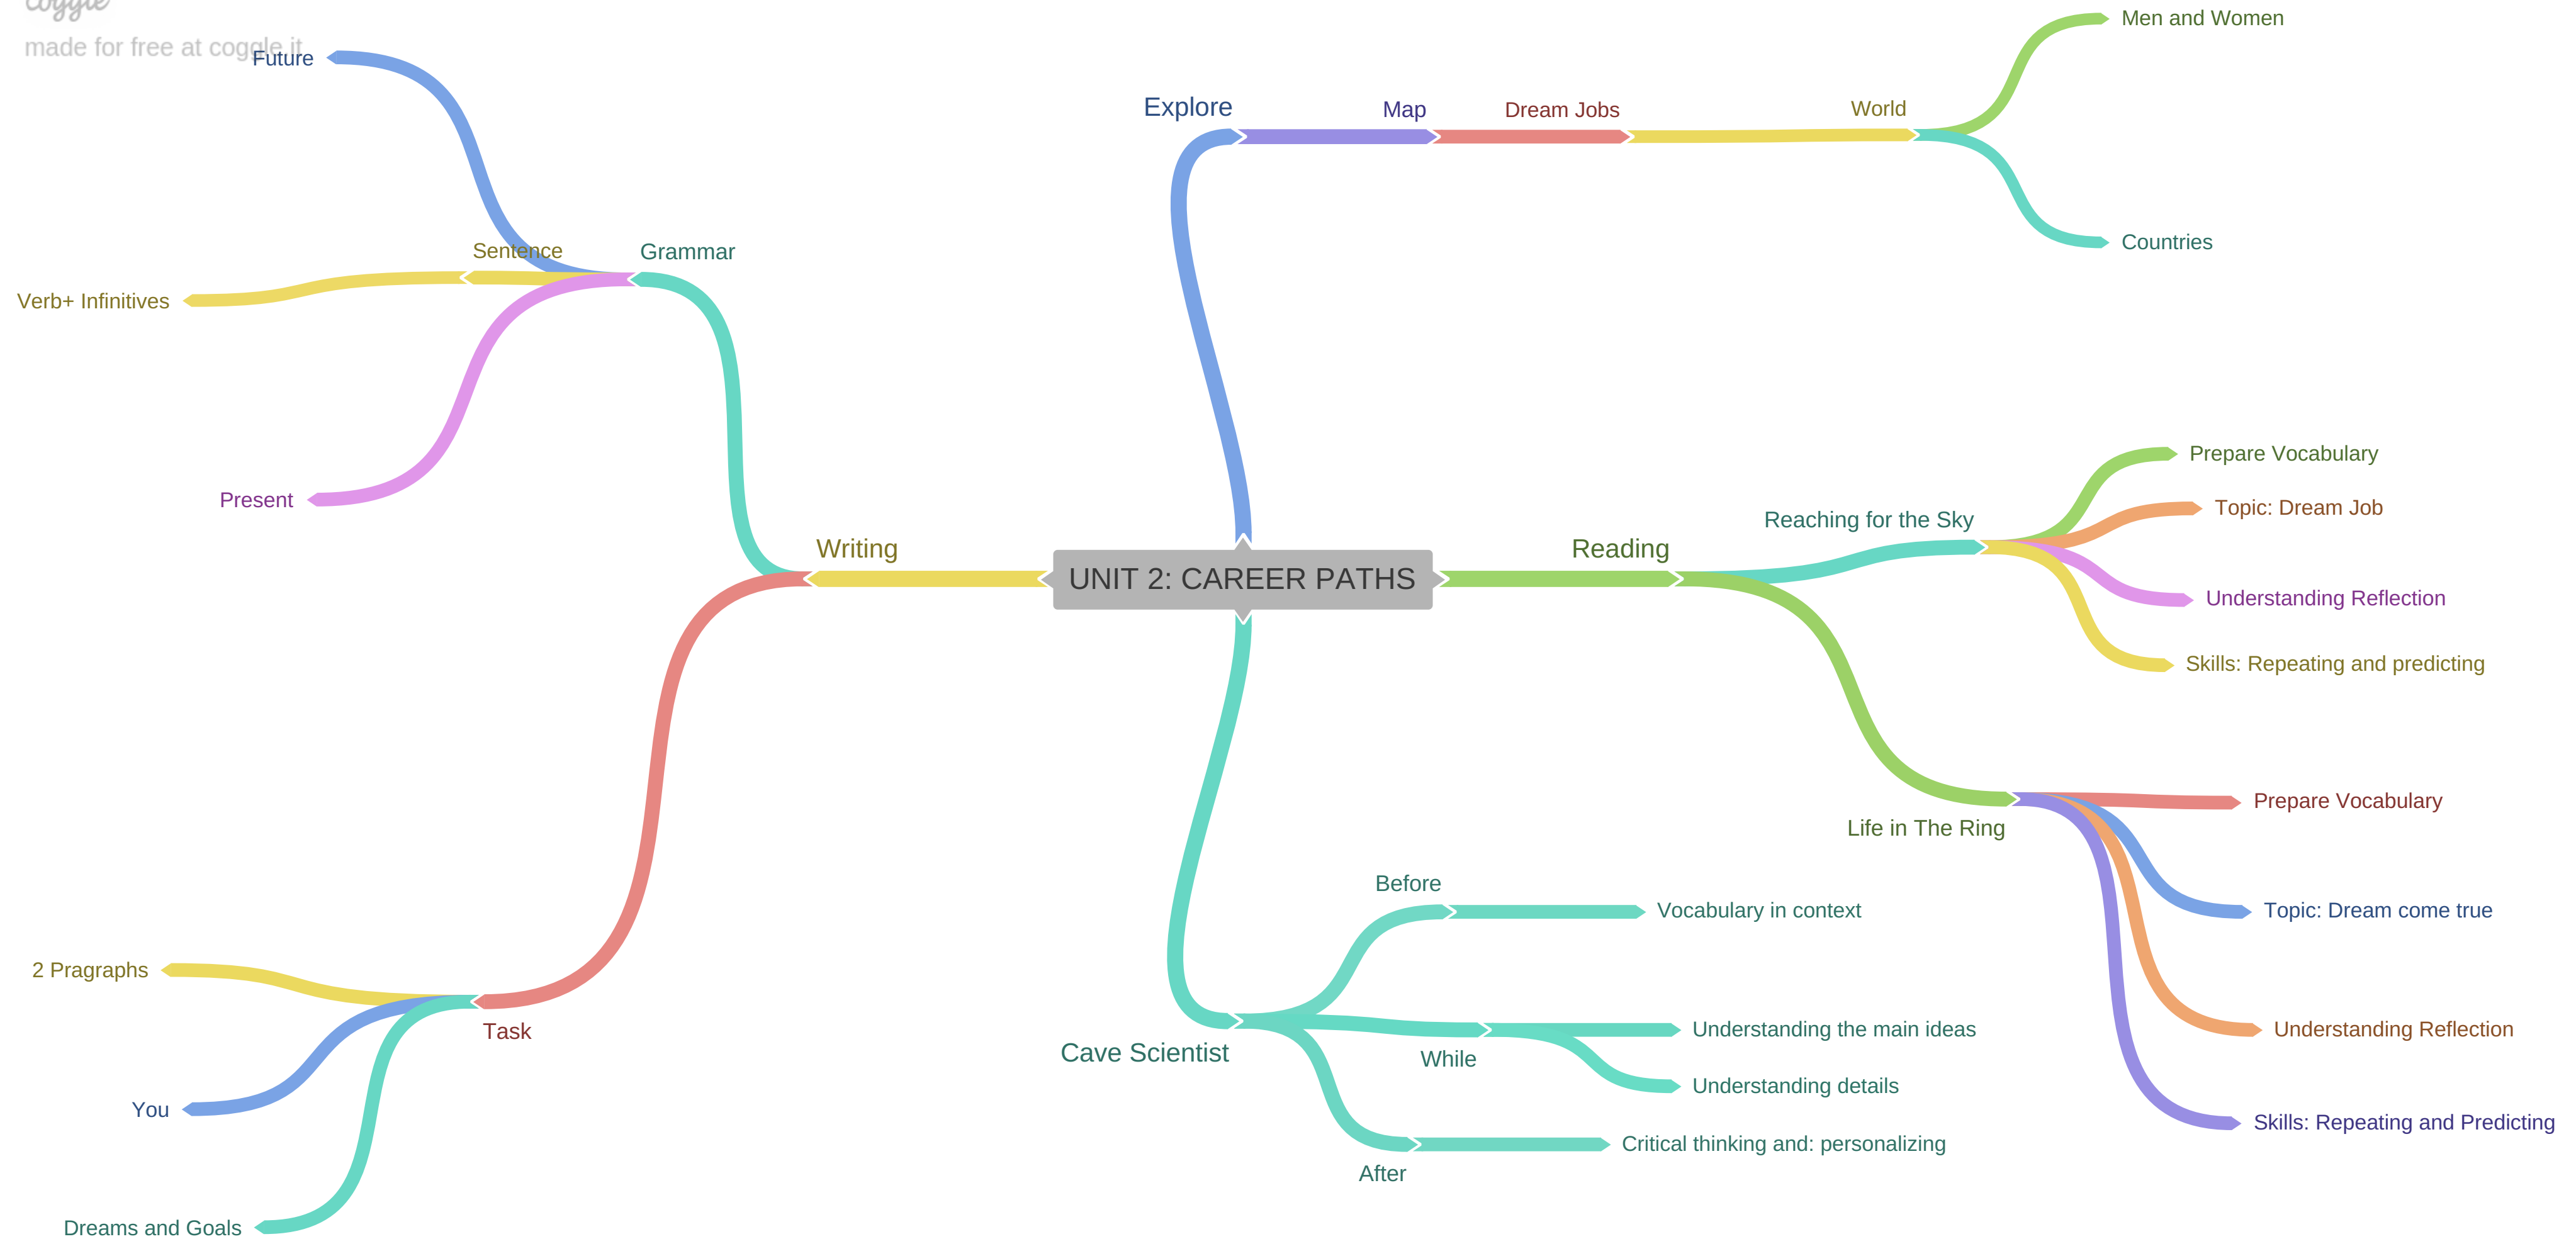 coggle
made for free at coggle.it
Future
Sentence
Grammar
Verb+ Infinitives
Present
Writing
2 Pragraphs
Task
You
Dreams and Goals
UNIT 2: CAREER PATHS
Explore
Map
Dream Jobs
World
Men and Women
Countries
Reading
Reaching for the Sky
Prepare Vocabulary
Topic: Dream Job
Understanding Reflection
Skills: Repeating and predicting
Life in The Ring
Prepare Vocabulary
Topic: Dream come true
Understanding Reflection
Skills: Repeating and Predicting
Cave Scientist
Before
Vocabulary in context
While
Understanding the main ideas
Understanding details
After
Critical thinking and: personalizing